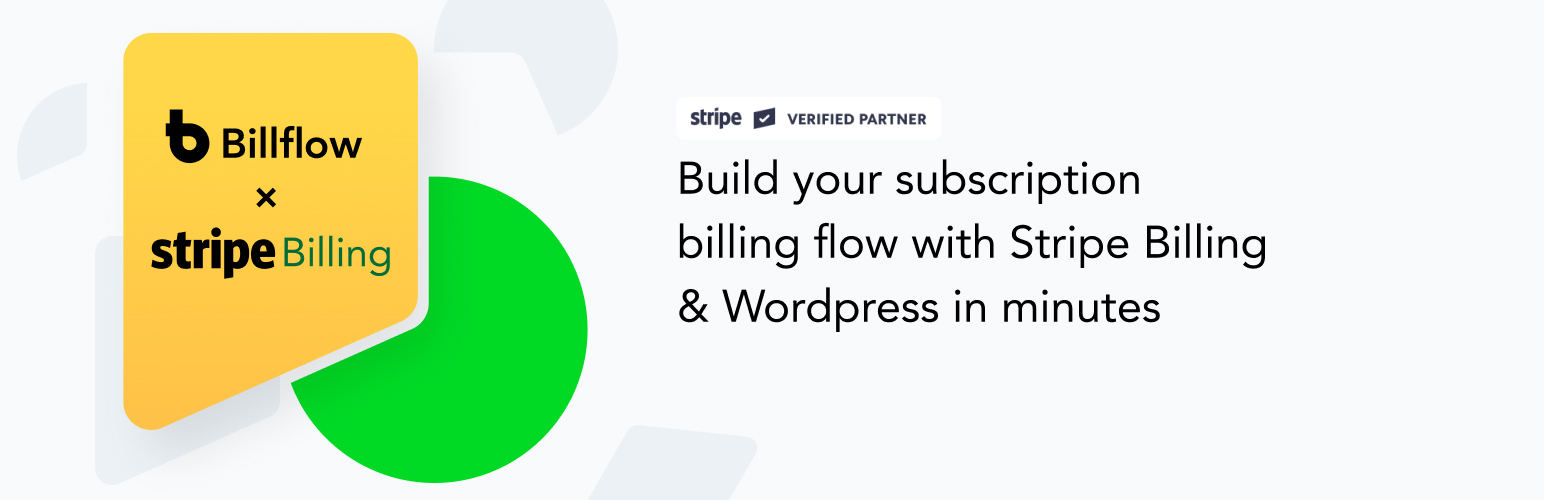 Billflow
×
stripe Billing
stripe VERIFIED PARTNER
Build your subscription
billing flow with Stripe Billing
& Wordpress in minutes